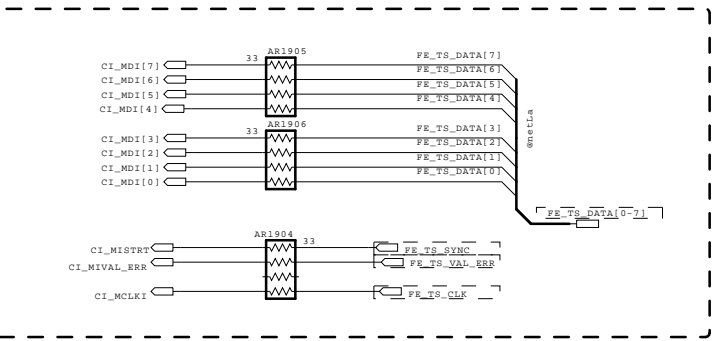 AR1905
33
CI_MDI[7]
FE_TS_DATA[7]
CI_MDI[6]
FE_TS_DATA[6]
CI_MDI[5]
FE_TS_DATA[5]
CI_MDI[4]
FE_TS_DATA[4]
AR1906
33
CI_MDI[3]
FE_TS_DATA[3]
CI_MDI[2]
FE_TS_DATA[2]
CI_MDI[1]
FE_TS_DATA[1]
CI_MDI[0]
FE_TS_DATA[0]
@netLa
FE_TS_DATA[0-7]
AR1904
33
CI_MISTRT
FE_TS_SYNC
CI_MIVAL_ERR
FE_TS_VAL_ERR
CI_MCLKI
FE_TS_CLK